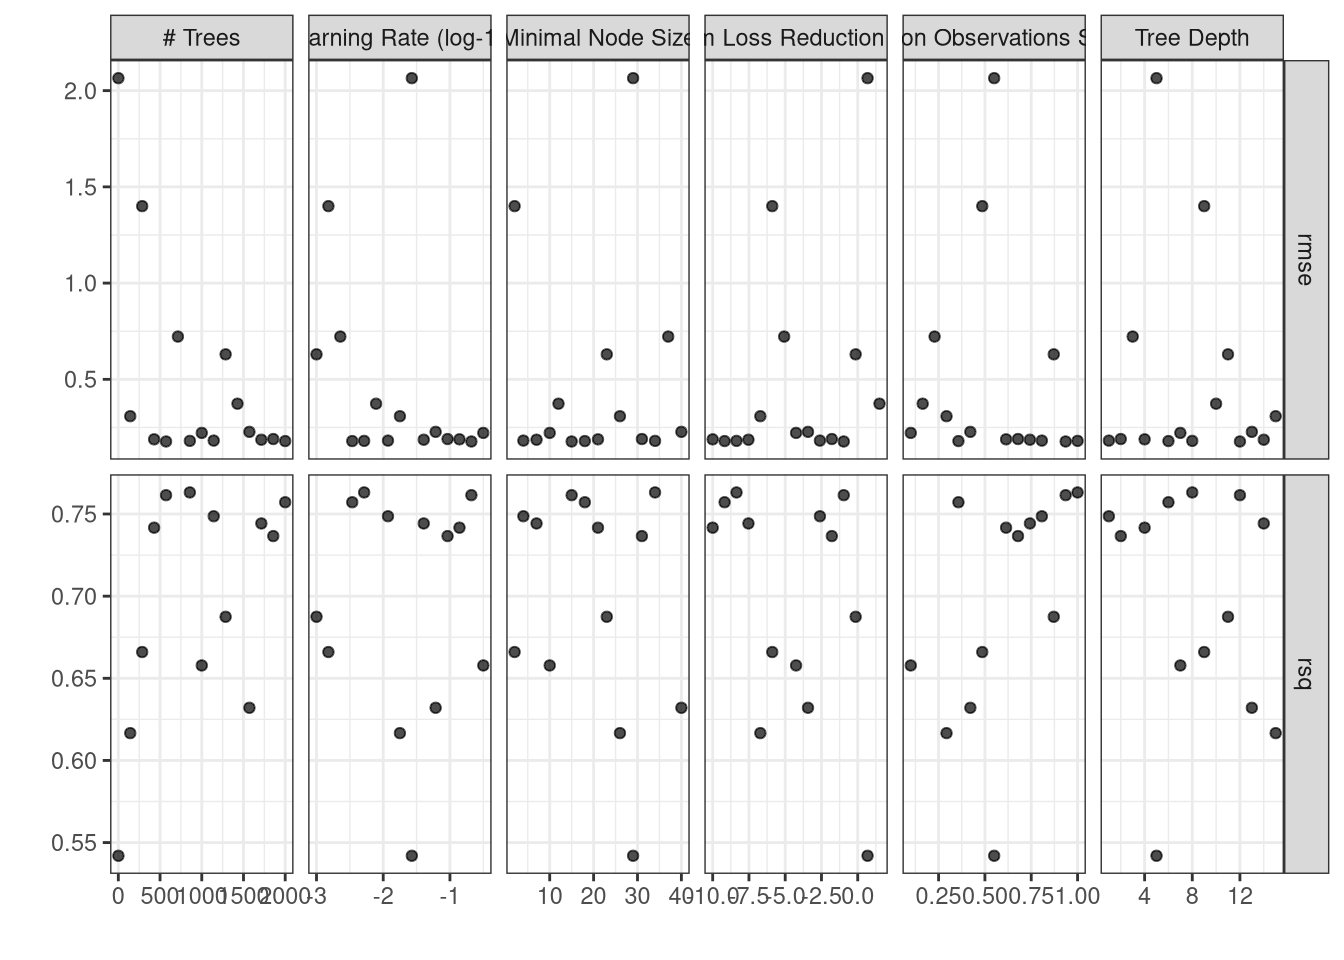 # Trees
arning Rate (log-1
Minimal Node Size
n Loss Reduction
on Observations S
Tree Depth
2.0
1.5
1.0
0.5
rmse
0.75
0.70
0.65
0.60
0.55
rsq
0 500 1000 1500 2000
-3 -2 -1
10 20 30 40
-10.0 -7.5 -5.0 -2.5 0.0
0.25 0.50 0.75 1.00
4 8 12